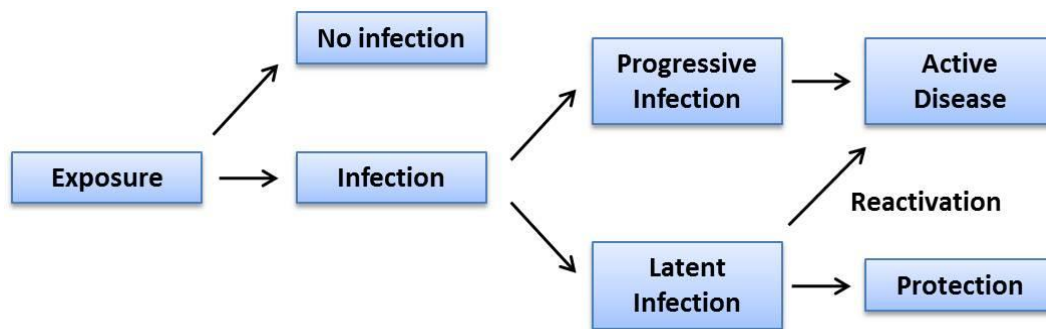 Exposure
No infection
Infection
Progressive
Infection
Latent
Infection
Active
Disease
Reactivation
Protection